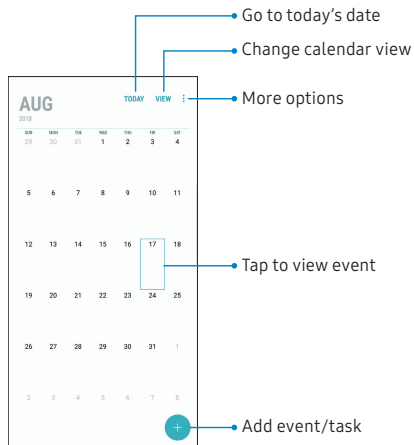 Go to today's date
Change calendar view
AUG TODAY VIEW More options
2018
SUN MON TUE WED THU FRI SAT
29 30 31 1 2 3 4
5 6 7 8 9 10 11
12 13 14 15 16 17 18
Tap to view event
19 20 21 22 23 24 25
26 27 28 29 30 31 1
2 3 4 5 6 7 8
+ Add event/task